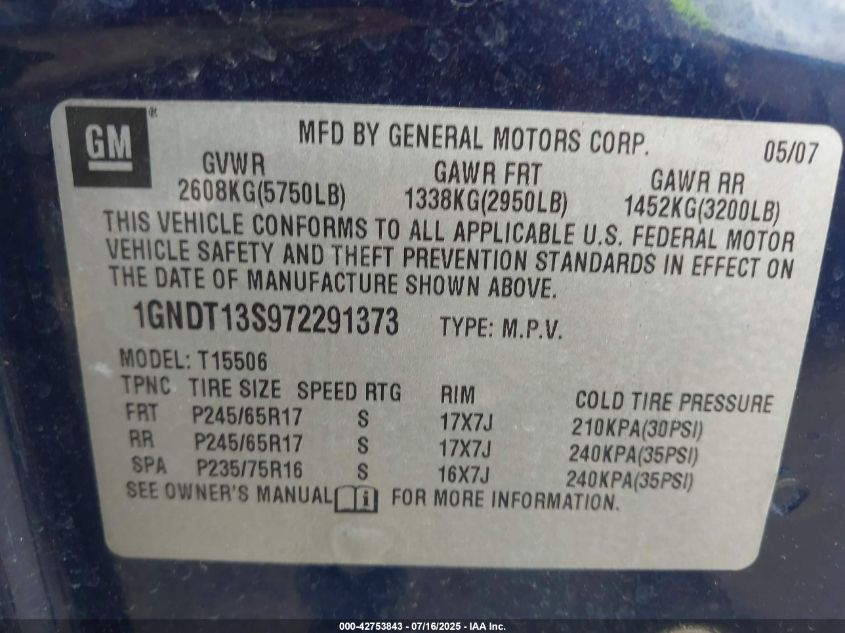 GM ®
MFD BY GENERAL MOTORS CORP. 05/07
GVWR GAWR FRT GAWR RR
2608KG(5750LB) 1338KG(2950LB) 1452KG(3200LB)
THIS VEHICLE CONFORMS TO ALL APPLICABLE U.S. FEDERAL MOTOR
VEHICLE SAFETY AND THEFT PREVENTION STANDARDS IN EFFECT ON
THE DATE OF MANUFACTURE SHOWN ABOVE.
1GNDT13S972291373 TYPE: M.P.V.
MODEL: T15506
TPNC TIRE SIZE SPEED RTG RIM COLD TIRE PRESSURE
FRT P245/65R17 S 17X7J 210KPA(30PSI)
RR P245/65R17 S 17X7J 240KPA(35PSI)
SPA P235/75R16 S 16X7J 240KPA(35PSI)
SEE OWNER'S MANUAL i FOR MORE INFORMATION.
000-42753843 - 07/16/2025 - IAA Inc.